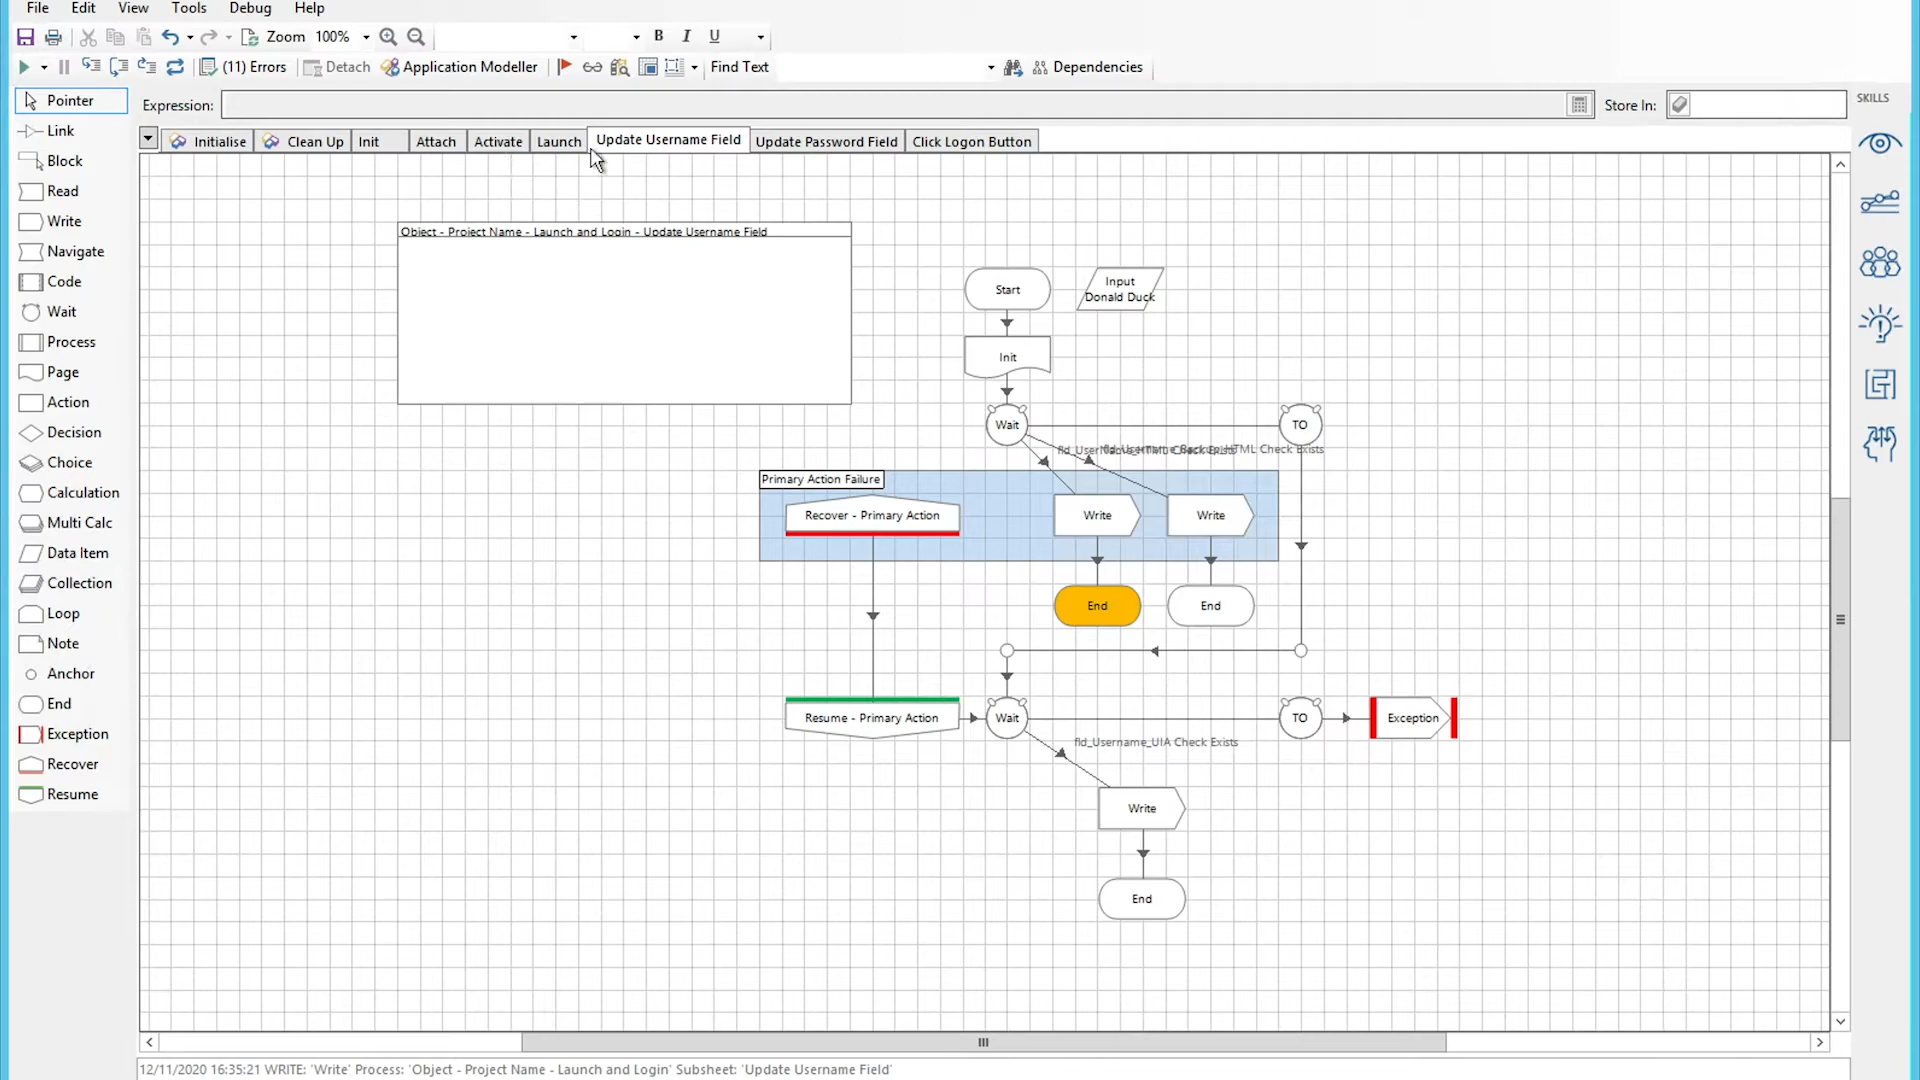 File Edit View Tools Debug Help
Zoom 100% B I U
(11) Errors Detach Application Modeller Find Text Dependencies
Pointer Expression: Store In: SKILLS
Link Initialise Clean Up Init Attach Activate Launch Update Username Field Update Password Field Click Logon Button
Block
Read
Write
Navigate
Code
Wait
Process
Page
Action
Decision
Choice
Calculation
Multi Calc
Data Item
Collection
Loop
Note
Anchor
End
Exception
Recover
Resume
Object - Project Name - Launch and Login - Update Username Field
Start
Input
Donald Duck
Init
Wait
TO
HTML Check Exists
Primary Action Failure
Recover - Primary Action
Write
Write
End
End
Resume - Primary Action
Wait
TO
Exception
fld_Username_UIA Check Exists
Write
End
12/11/2020 16:35:21 WRITE: 'Write' Process: 'Object - Project Name - Launch and Login' Subsheet: 'Update Username Field'